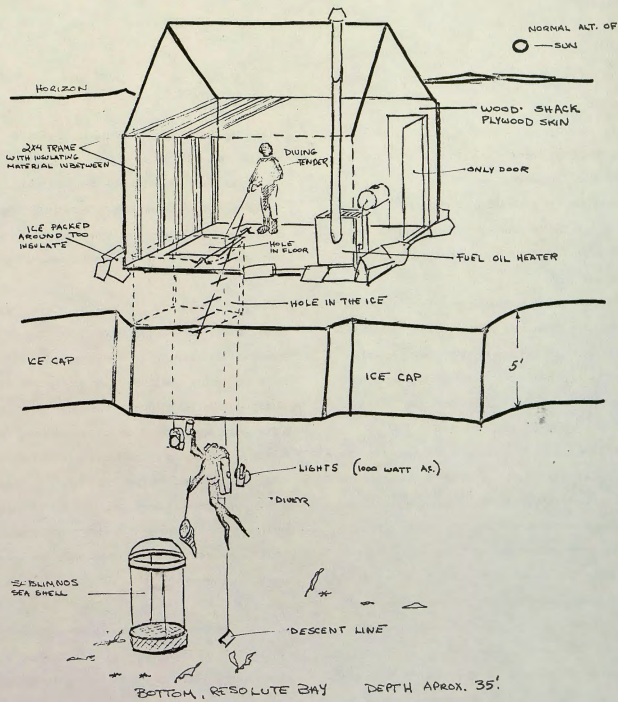 NORMAL ALT. OF
SUN
HORIZON
WOOD SHACK
PLYWOOD SKIN
2X4 FRAME
WITH INSULATING
MATERIAL INBETWEEN
DIVING
TENDER
ONLY DOOR
ICE PACKED
AROUND TOO
INSULATE
HOLE
IN FLOOR
FUEL OIL HEATER
HOLE IN THE ICE
ICE CAP
ICE CAP
5'
LIGHTS (1000 WATT A.C.)
DIVER
SUBLIMNOS
SEA SHELL
DESCENT LINE
BOTTOM, RESOLUTE BAY DEPTH APROX. 35'.